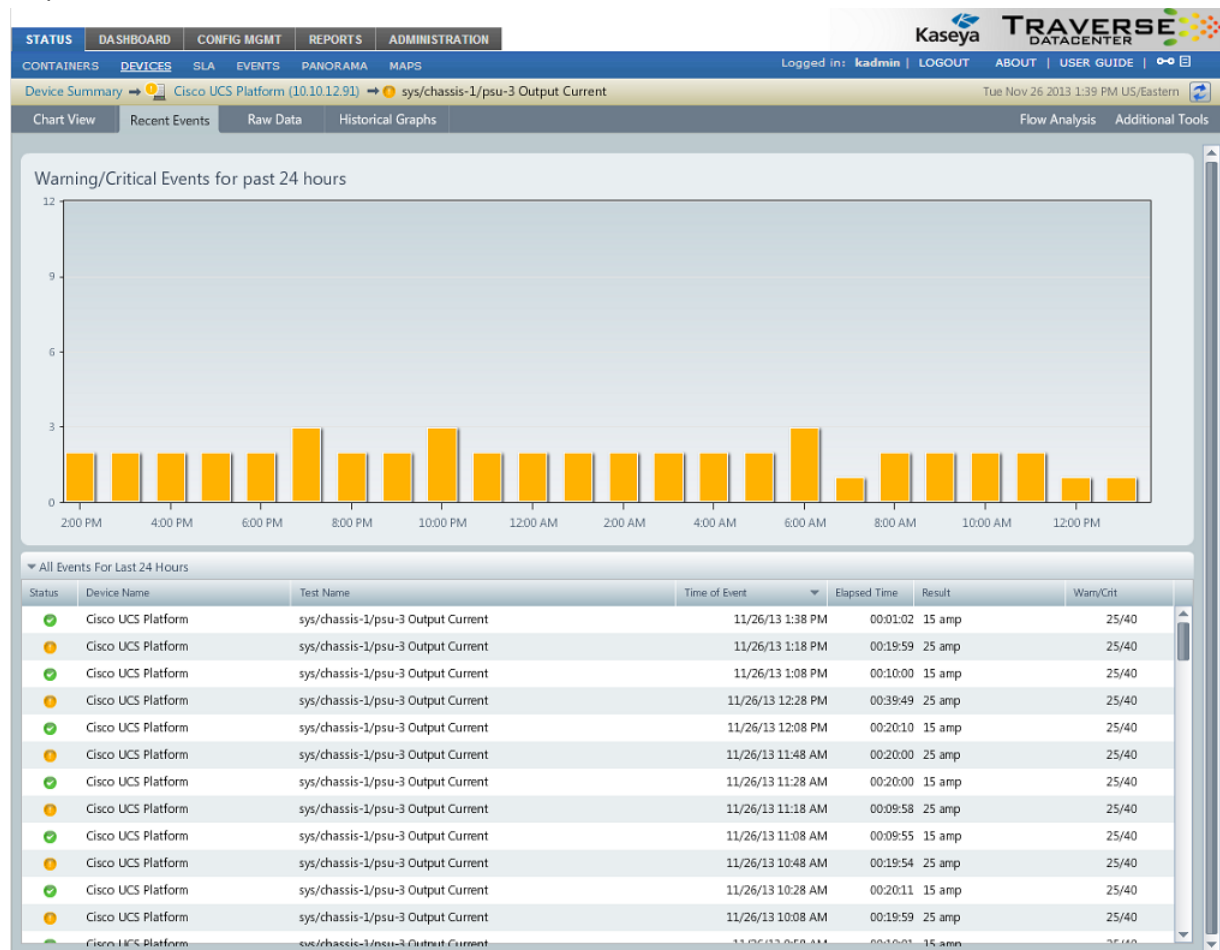 Kaseya TRAVERSE DATACENTER
STATUS DASHBOARD CONFIG MGMT REPORTS ADMINISTRATION
CONTAINERS DEVICES SLA EVENTS PANORAMA MAPS Logged in: kadmin | LOGOUT ABOUT | USER GUIDE |
Device Summary Cisco UCS Platform (10.10.12.91) sys/chassis-1/psu-3 Output Current Tue Nov 26 2013 1:39 PM US/Eastern
Chart View Recent Events Raw Data Historical Graphs Flow Analysis Additional Tools
Warning/Critical Events for past 24 hours
12
9
6
3
0
2:00 PM 4:00 PM 6:00 PM 8:00 PM 10:00 PM 12:00 AM 2:00 AM 4:00 AM 6:00 AM 8:00 AM 10:00 AM 12:00 PM
All Events For Last 24 Hours
Status Device Name Test Name Time of Event Elapsed Time Result Warn/Crit
Cisco UCS Platform sys/chassis-1/psu-3 Output Current 11/26/13 1:38 PM 00:01:02 15 amp 25/40
Cisco UCS Platform sys/chassis-1/psu-3 Output Current 11/26/13 1:18 PM 00:19:59 25 amp 25/40
Cisco UCS Platform sys/chassis-1/psu-3 Output Current 11/26/13 1:08 PM 00:10:00 15 amp 25/40
Cisco UCS Platform sys/chassis-1/psu-3 Output Current 11/26/13 12:28 PM 00:39:49 25 amp 25/40
Cisco UCS Platform sys/chassis-1/psu-3 Output Current 11/26/13 12:08 PM 00:20:10 15 amp 25/40
Cisco UCS Platform sys/chassis-1/psu-3 Output Current 11/26/13 11:48 AM 00:20:00 25 amp 25/40
Cisco UCS Platform sys/chassis-1/psu-3 Output Current 11/26/13 11:28 AM 00:20:00 15 amp 25/40
Cisco UCS Platform sys/chassis-1/psu-3 Output Current 11/26/13 11:18 AM 00:09:58 25 amp 25/40
Cisco UCS Platform sys/chassis-1/psu-3 Output Current 11/26/13 11:08 AM 00:09:55 15 amp 25/40
Cisco UCS Platform sys/chassis-1/psu-3 Output Current 11/26/13 10:48 AM 00:19:54 25 amp 25/40
Cisco UCS Platform sys/chassis-1/psu-3 Output Current 11/26/13 10:28 AM 00:20:11 15 amp 25/40
Cisco UCS Platform sys/chassis-1/psu-3 Output Current 11/26/13 10:08 AM 00:19:59 25 amp 25/40
Cisco UCS Platform sys/chassis-1/psu-3 Output Current 15 amp 25/40